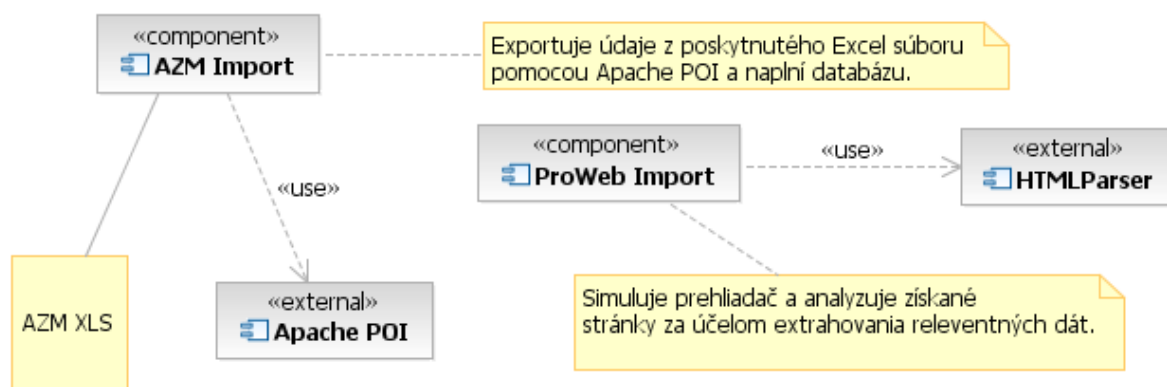 «component»
AZM Import
Exportuje údaje z poskytnutého Excel súboru
pomocou Apache POI a naplní databázu.
«component»
ProWeb Import
«use»
«external»
HTMLParser
«use»
AZM XLS
«external»
Apache POI
Simuluje prehliadač a analyzuje získané
stránky za účelom extrahovania releventných dát.